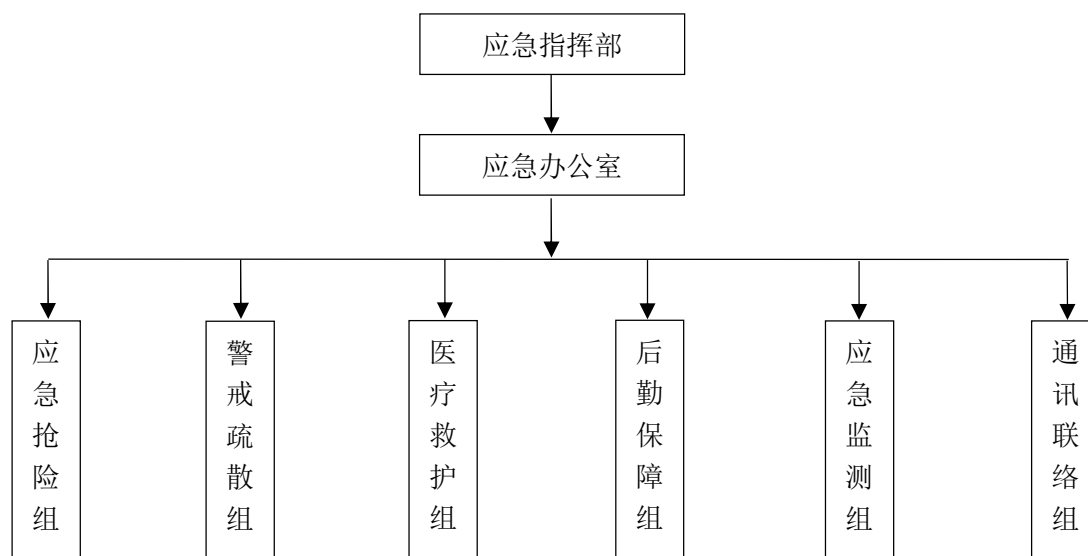 应急指挥部
应急办公室
应急抢险组
警戒疏散组
医疗救护组
后勤保障组
应急监测组
通讯联络组